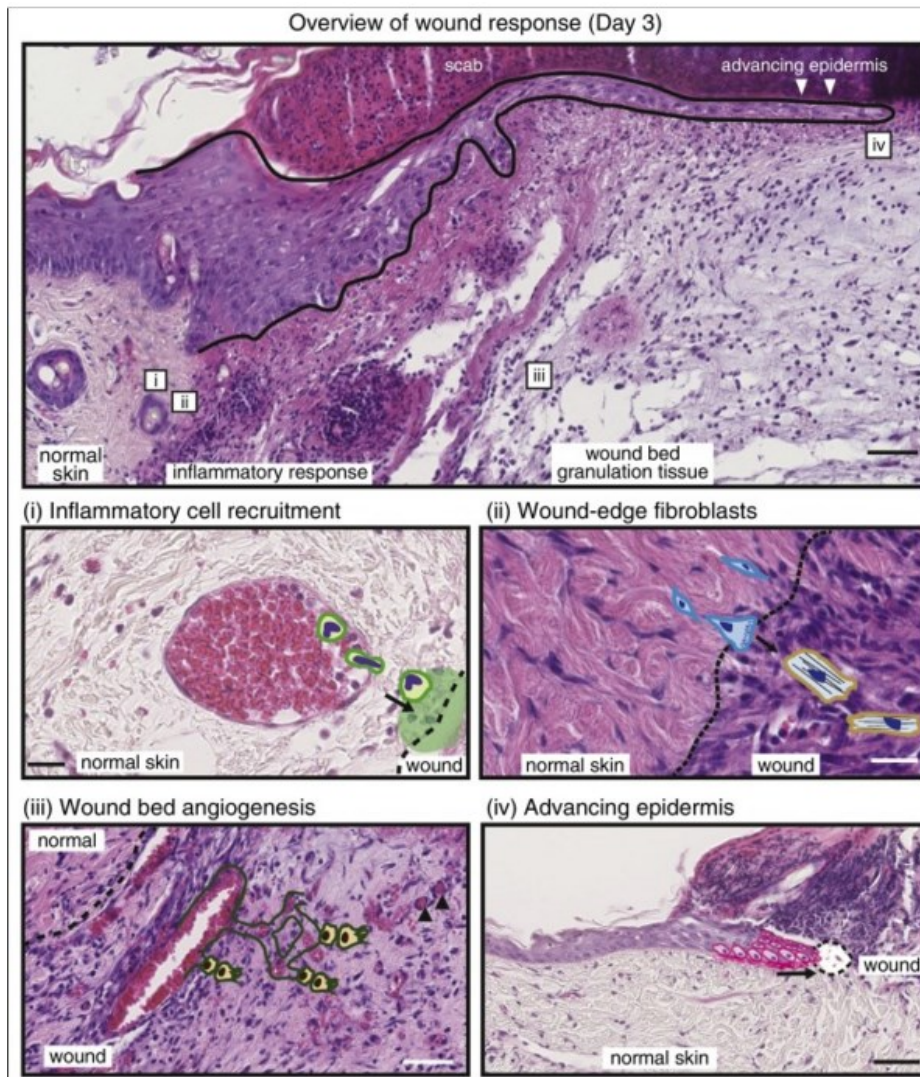 Overview of wound response (Day 3)
scab
advancing epidermis
iv
i
ii
iii
normal
skin
inflammatory response
wound bed
granulation tissue
(i) Inflammatory cell recruitment
normal skin
wound
(ii) Wound-edge fibroblasts
normal skin
wound
(iii) Wound bed angiogenesis
normal
wound
(iv) Advancing epidermis
wound
normal skin